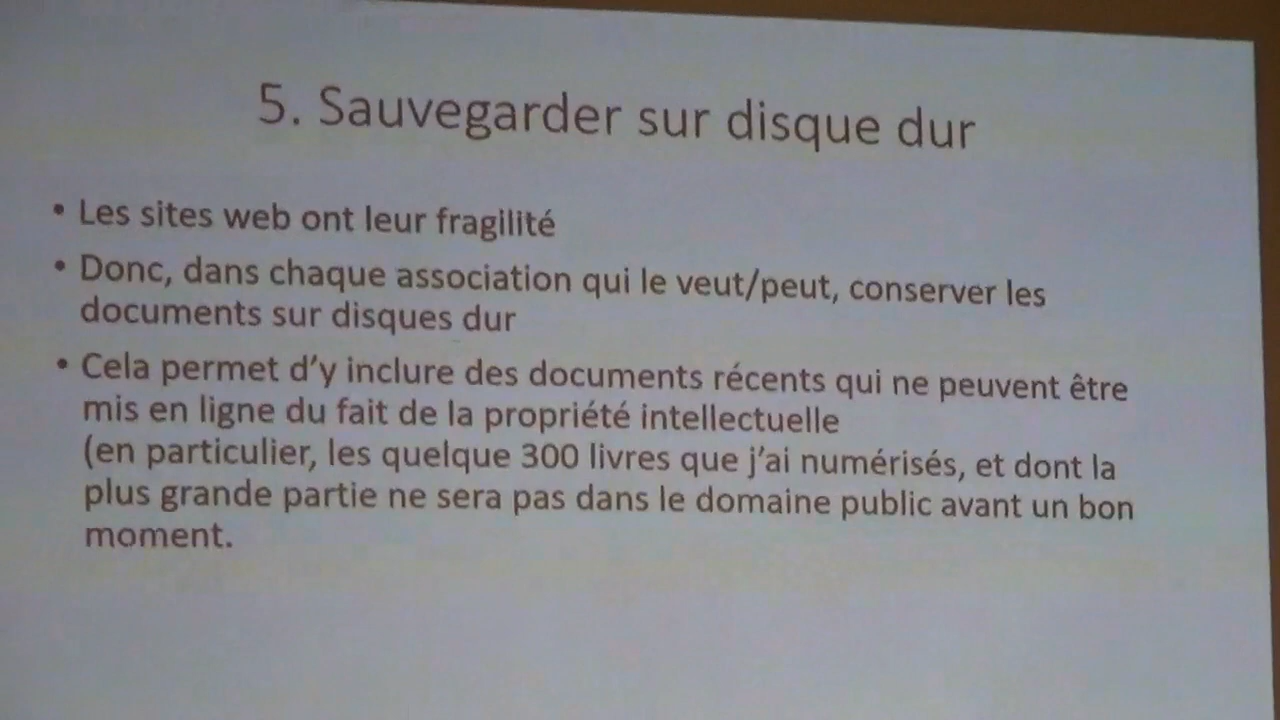 5. Sauvegarder sur disque dur
• Les sites web ont leur fragilité
• Donc, dans chaque association qui le veut/peut, conserver les
documents sur disques dur
• Cela permet d’y inclure des documents récents qui ne peuvent être
mis en ligne du fait de la propriété intellectuelle
(en particulier, les quelque 300 livres que j’ai numérisés, et dont la
plus grande partie ne sera pas dans le domaine public avant un bon
moment.